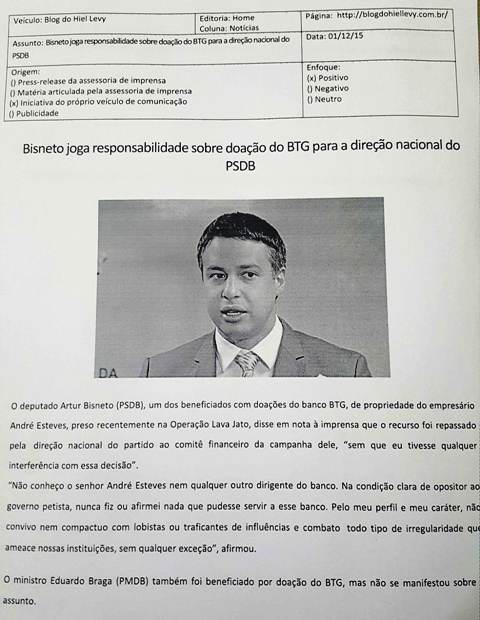 Veículo: Blog do Hiel Levy
Editoria: Home
Coluna: Notícias
Página: http://blogdohiellevy.com.br/
Assunto: Bisneto joga responsabilidade sobre doação do BTG para a direção nacional do
PSDB
Data: 01/12/15
Origem:
() Press-release da assessoria de imprensa
() Matéria articulada pela assessoria de imprensa
(x) Iniciativa do próprio veículo de comunicação
() Publicidade
Enfoque:
(x) Positivo
() Negativo
() Neutro
Bisneto joga responsabilidade sobre doação do BTG para a direção nacional do
PSDB
DA
O deputado Artur Bisneto (PSDB), um dos beneficiados com doações do banco BTG, de propriedade do empresário
André Esteves, preso recentemente na Operação Lava Jato, disse em nota à imprensa que o recurso foi repassado
pela direção nacional do partido ao comitê financeiro da campanha dele, “sem que eu tivesse qualquer
interferência com essa decisão”.
“Não conheço o senhor André Esteves nem qualquer outro dirigente do banco. Na condição clara de opositor ao
governo petista, nunca fiz ou afirmei nada que pudesse servir a esse banco. Pelo meu perfil e meu caráter, não
convivo nem compactuo com lobistas ou traficantes de influências e combato todo tipo de irregularidade que
ameace nossas instituições, sem qualquer exceção”, afirmou.
O ministro Eduardo Braga (PMDB) também foi beneficiado por doação do BTG, mas não se manifestou sobre
assunto.